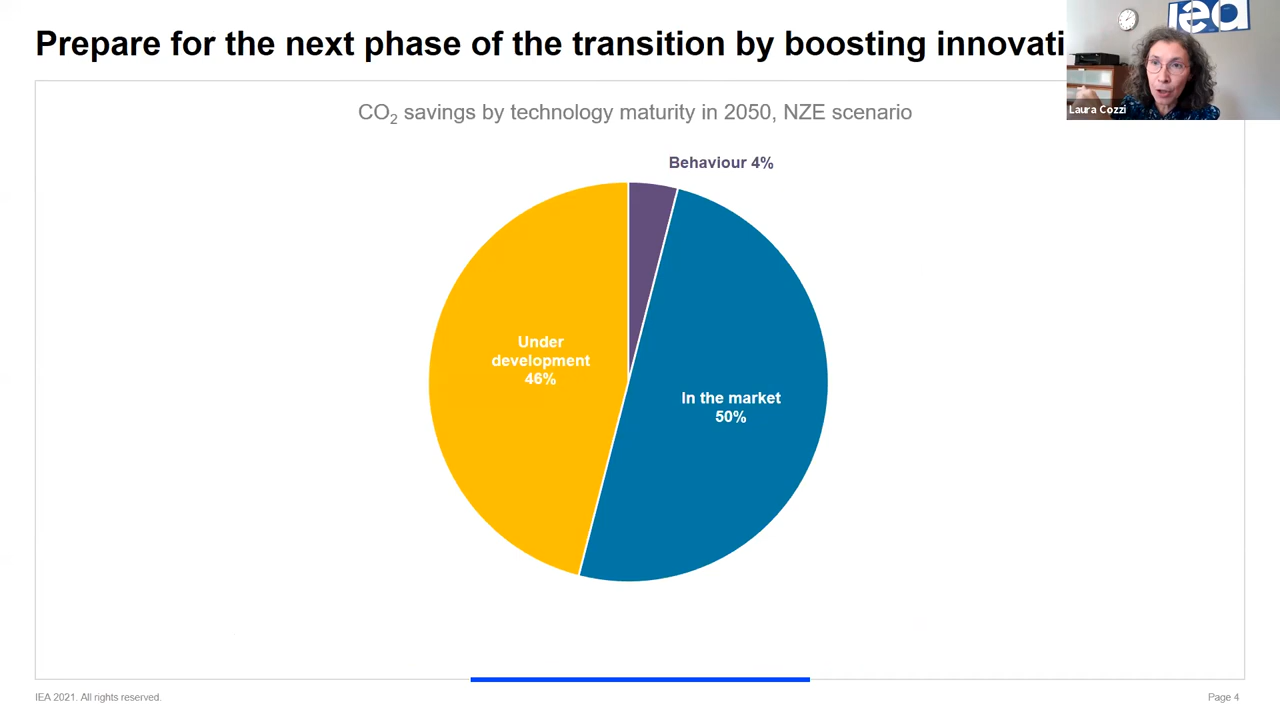 Prepare for the next phase of the transition by boosting innovati
iea
Laura Cozzi
CO2 savings by technology maturity in 2050, NZE scenario
Behaviour 4%
Under
development
46%
In the market
50%
IEA 2021. All rights reserved.
Page 4